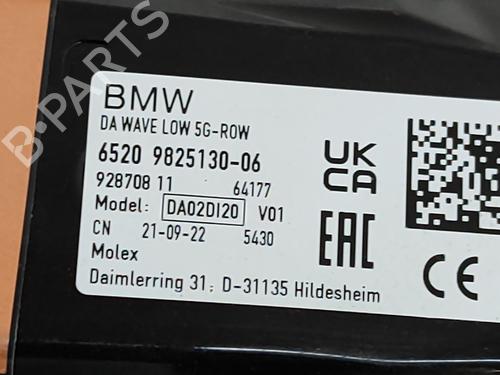 B-PARTS
BMW
DA WAVE LOW 5G-ROW
6520 9825130-06
928708 11 64177
Model: DA02DI20 V01
CN 21-09-22 5430
Molex
Daimlerring 31; D-31135 Hildesheim
UK
CA
EAC
CE